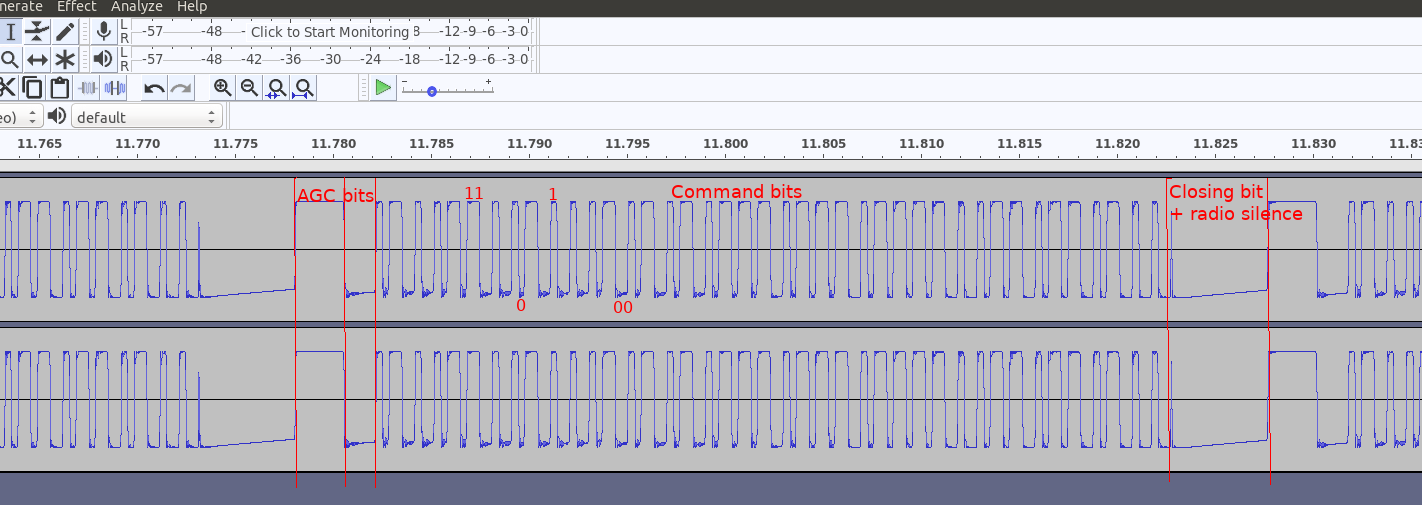 nerate Effect Analyze Help
L R -57 -48 - Click to Start Monitoring 8 -12 -9 -6 -3 0
L R -57 -48 -42 -36 -30 -24 -18 -12 -9 -6 -3 0
- +
eo) default
11.765 11.770 11.775 11.780 11.785 11.790 11.795 11.800 11.805 11.810 11.815 11.820 11.825 11.830 11.83
AGC bits 11 1 Command bits Closing bit
+ radio silence
0 00